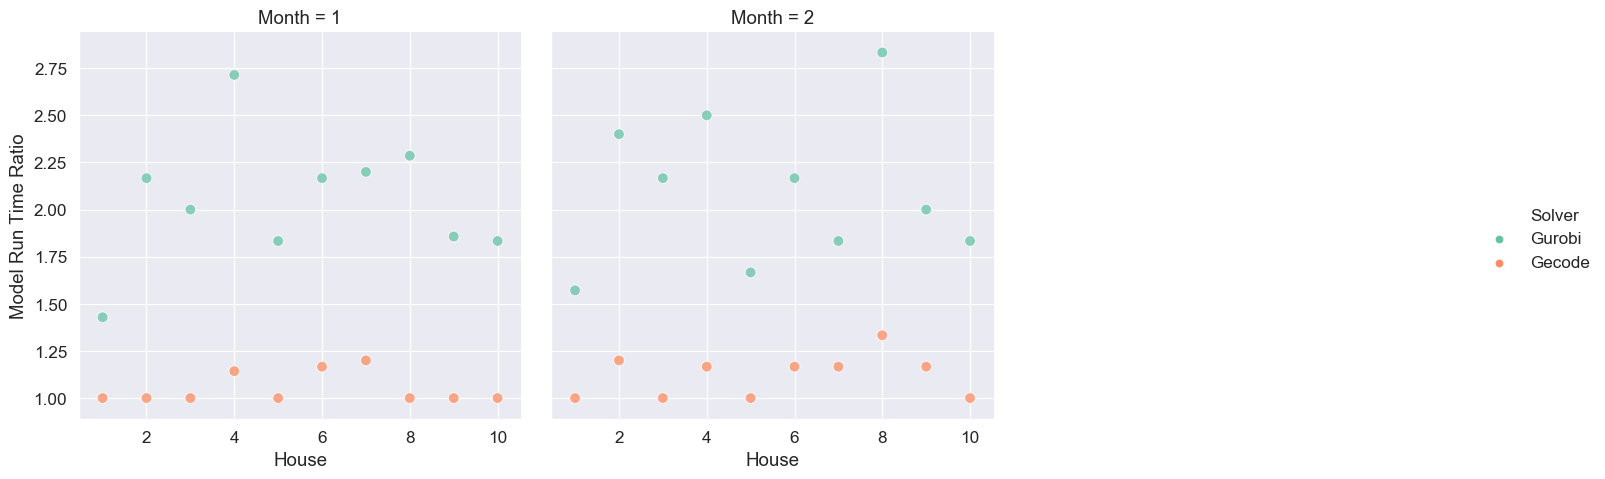 Month = 1
Month = 2
Model Run Time Ratio
2.75
2.50
2.25
2.00
1.75
1.50
1.25
1.00
2 4 6 8 10
2 4 6 8 10
House
House
Solver
Gurobi
Gecode